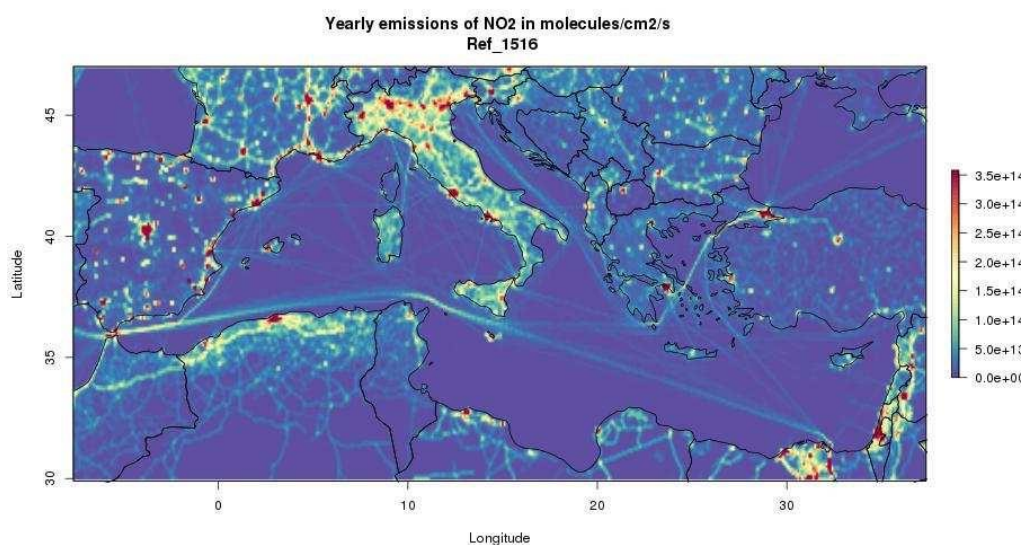 Yearly emissions of NO2 in molecules/cm2/s
Ref_1516
45
40
35
30
Latitude
0
10
20
30
Longitude
3.5e+14
3.0e+14
2.5e+14
2.0e+14
1.5e+14
1.0e+14
5.0e+13
0.0e+00